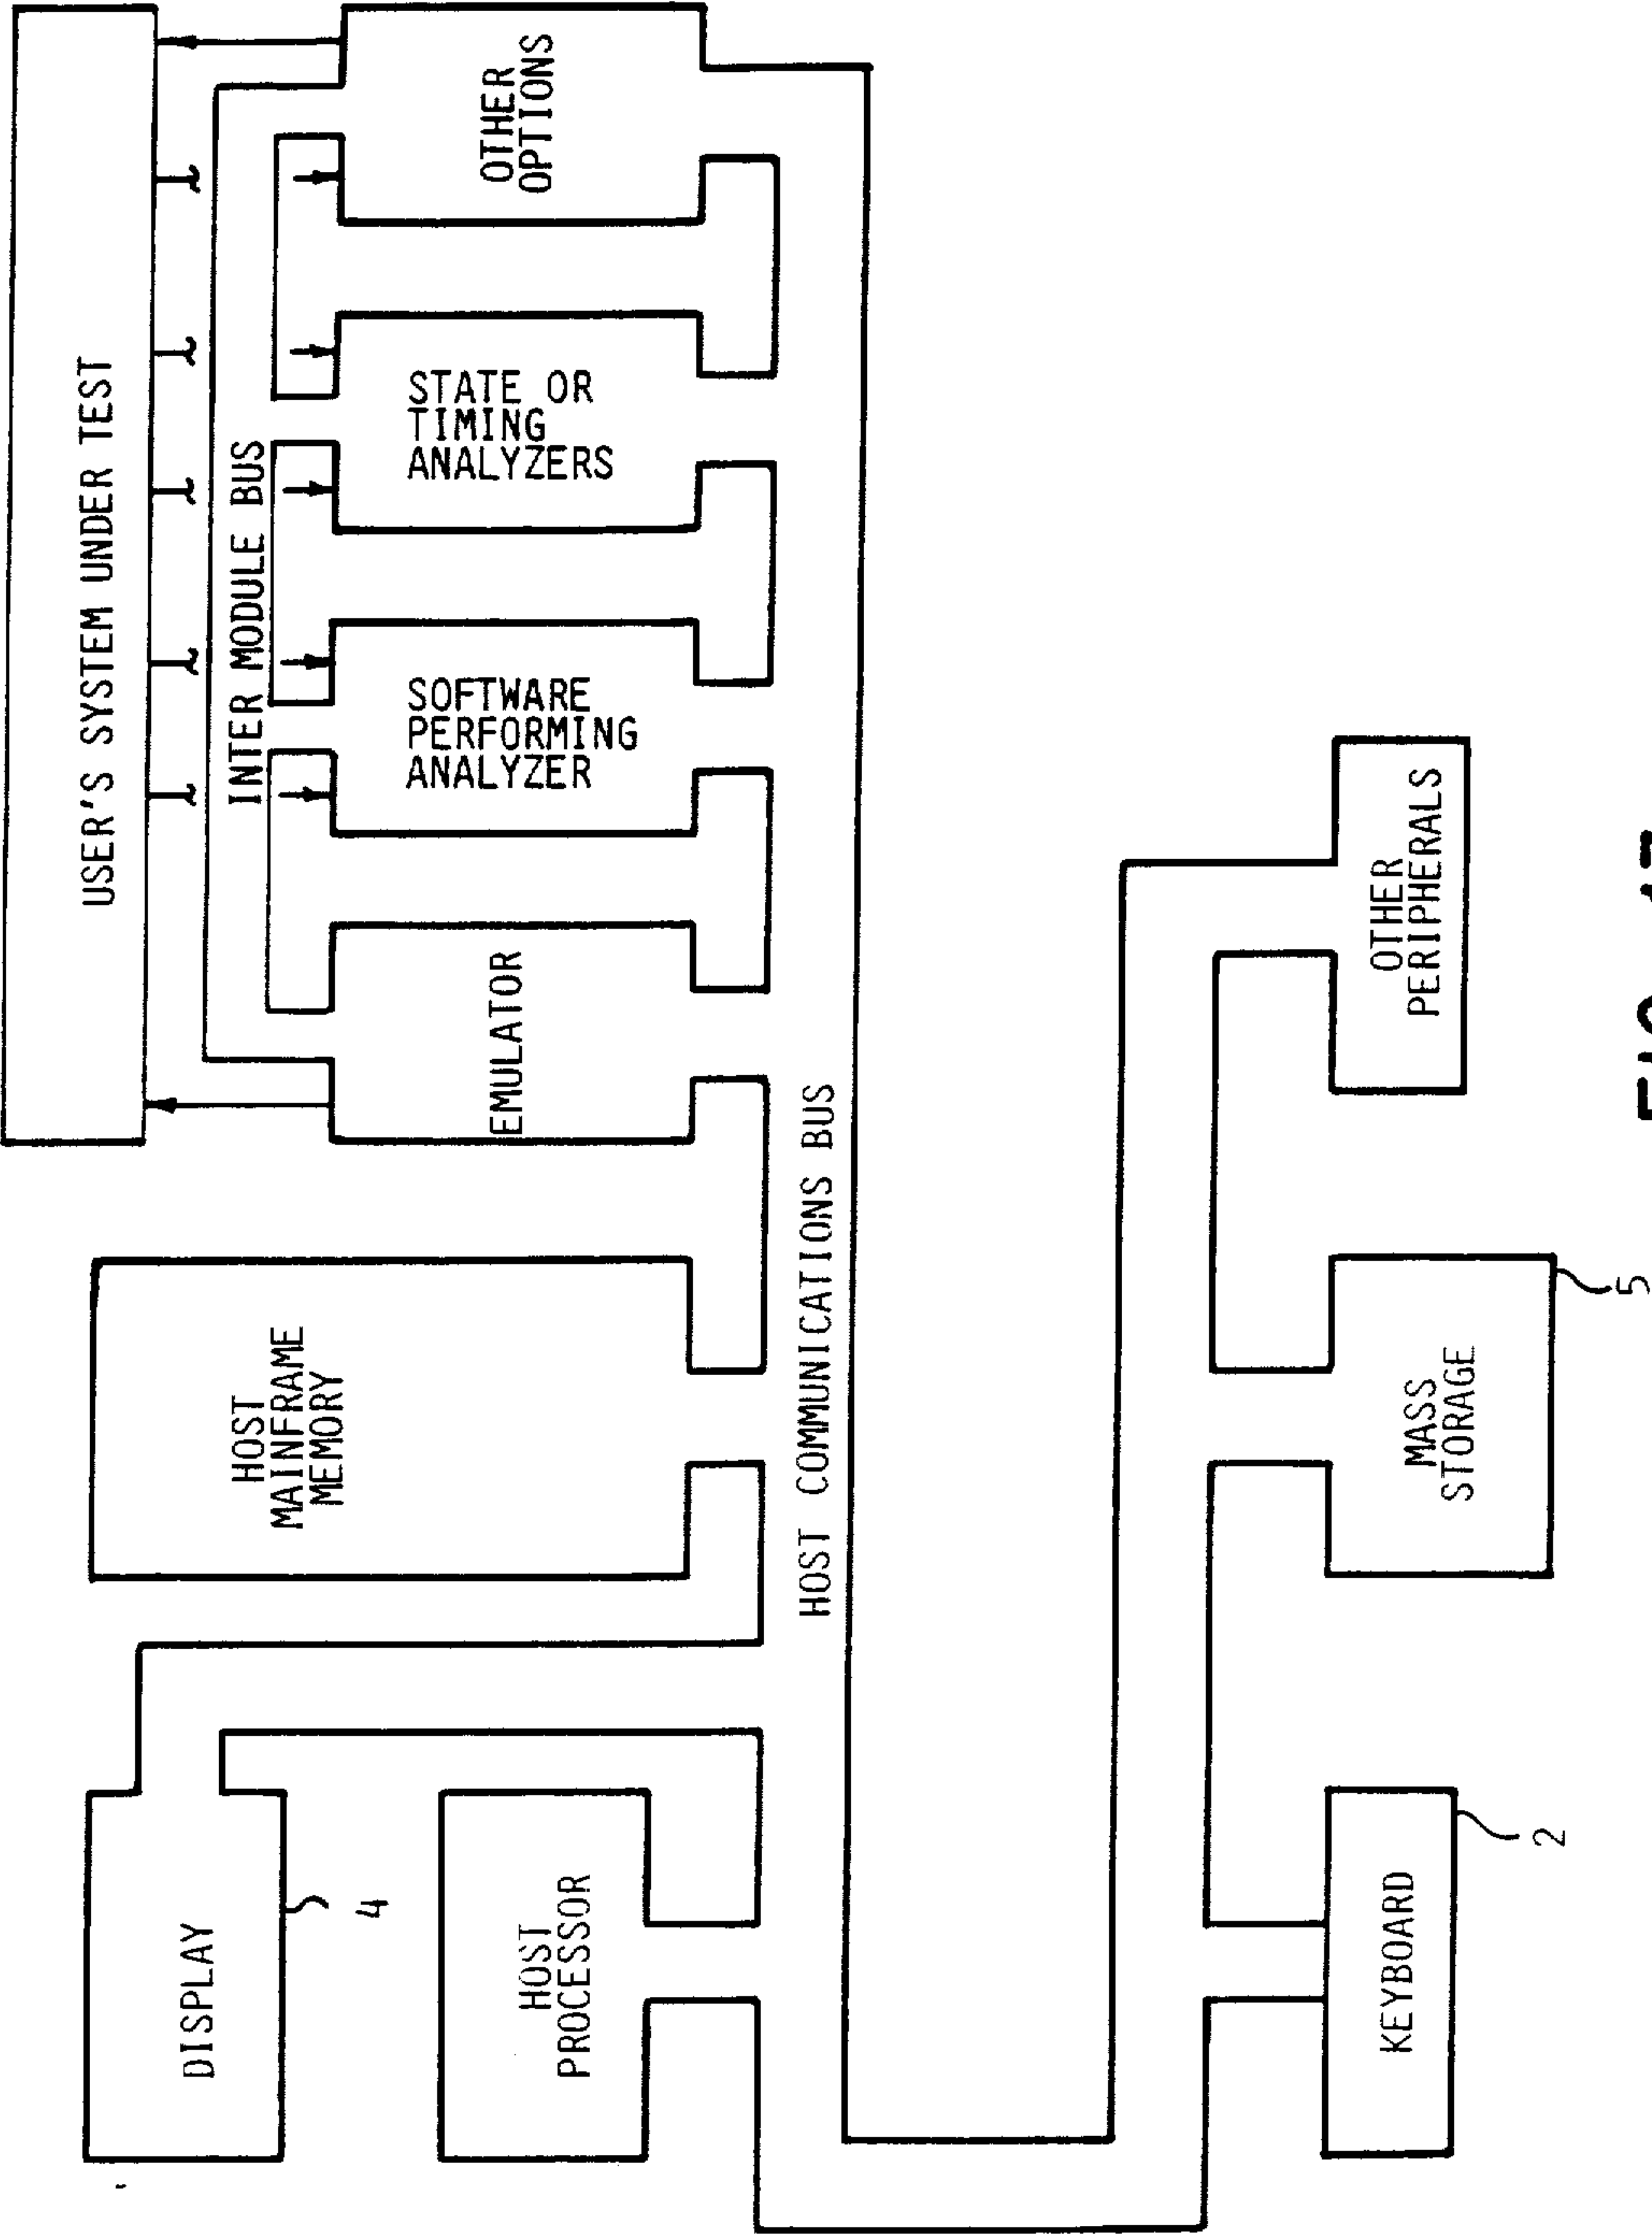 USER'S SYSTEM UNDER TEST
INTER MODULE BUS
DISPLAY
4
HOST
PROCESSOR
HOST
MAINFRAME
MEMORY
EMULATOR
SOFTWARE
PERFORMING
ANALYZER
STATE OR
TIMING
ANALYZERS
OTHER
OPTIONS
HOST COMMUNICATIONS BUS
KEYBOARD
2
MASS
STORAGE
5
OTHER
PERIPHERALS